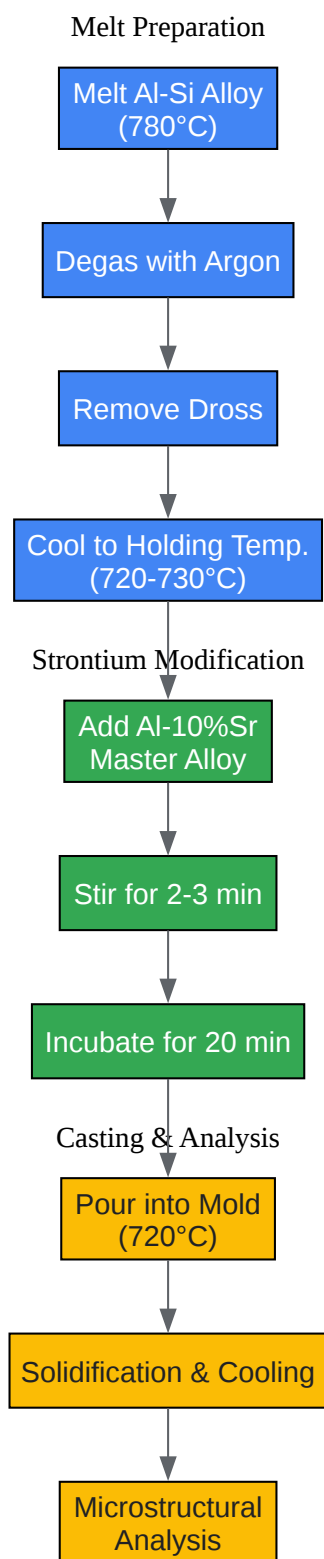 Melt Preparation
Melt Al-Si Alloy
(780°C)
Degas with Argon
Remove Dross
Cool to Holding Temp.
(720-730°C)
Strontium Modification
Add Al-10%Sr
Master Alloy
Stir for 2-3 min
Incubate for 20 min
Casting & Analysis
Pour into Mold
(720°C)
Solidification & Cooling
Microstructural
Analysis